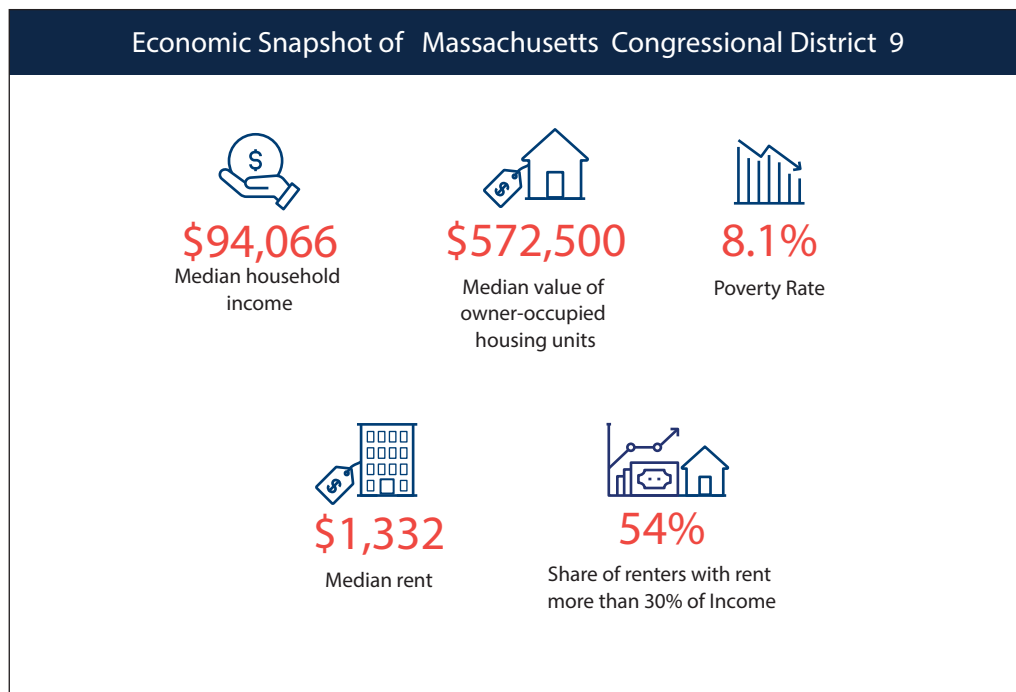 Economic Snapshot of Massachusetts Congressional District 9
$
$94,066
Median household
income
$
$572,500
Median value of
owner-occupied
housing units
8.1%
Poverty Rate
$
$1,332
Median rent
54%
Share of renters with rent
more than 30% of Income